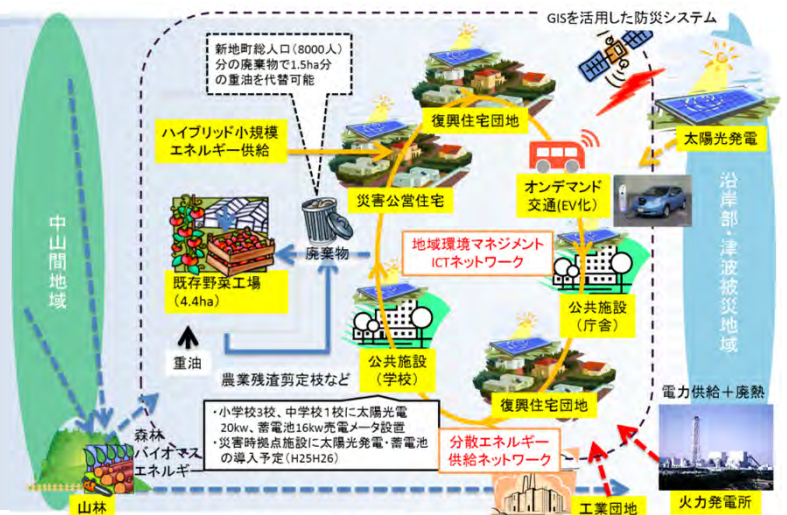 GISを活用した防災システム
新地町総人口(8000人)
分の廃棄物で1.5ha分
の重油を代替可能
復興住宅団地
太陽光発電
ハイブリッド小規模
エネルギー供給
災害公営住宅
オンデマンド
交通(EV化)
中山間地域
沿岸部・津波被災地域
廃棄物
地域環境マネジメント
ICTネットワーク
既存野菜工場
(4.4ha)
公共施設
(庁舎)
重油
公共施設
(学校)
農業残渣剪定枝など
復興住宅団地
電力供給+廃熱
・小学校3校、中学校1校に太陽光電
20kw、蓄電池16kw売電メータ設置
・災害時拠点施設に太陽光発電・蓄電池
の導入予定(H25H26)
分散エネルギー
供給ネットワーク
森林
バイオマス
エネルギー
山林
工業団地
火力発電所